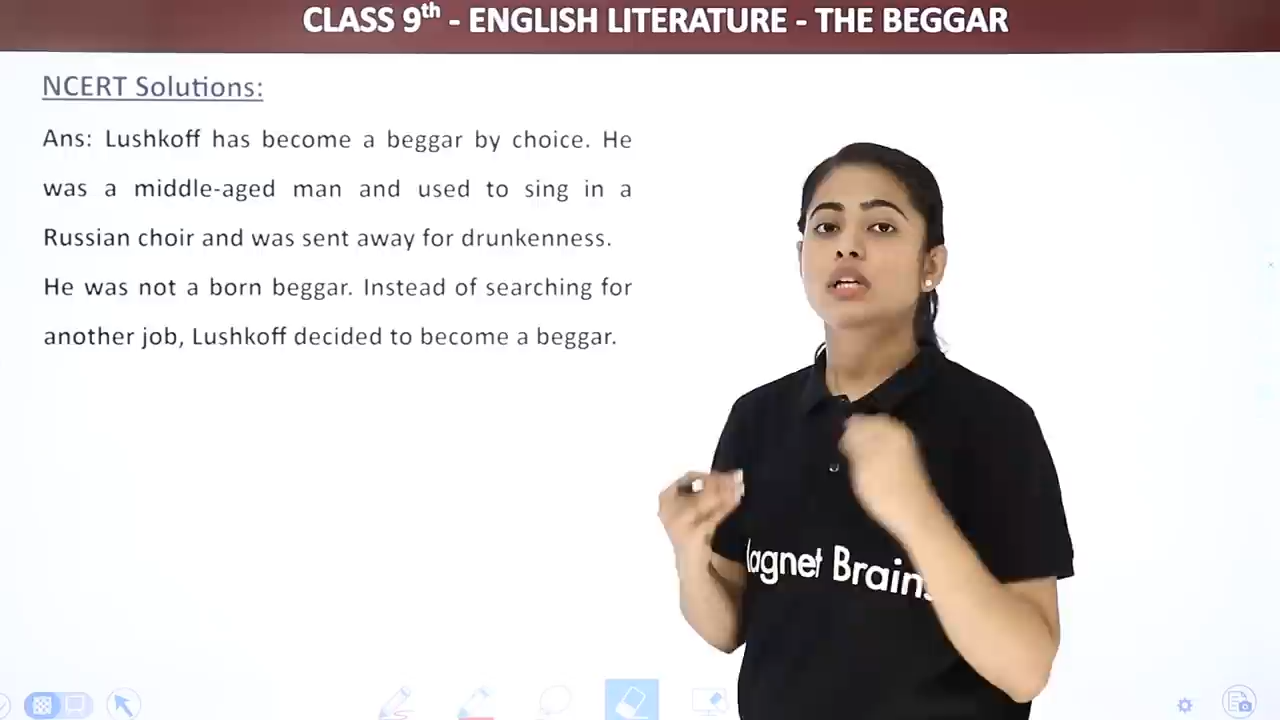 CLASS 9th - ENGLISH LITERATURE - THE BEGGAR
NCERT Solutions:
Ans: Lushkoff has become a beggar by choice. He
was a middle-aged man and used to sing in a
Russian choir and was sent away for drunkenness.
He was not a born beggar. Instead of searching for
another job, Lushkoff decided to become a beggar.
agnet Brains